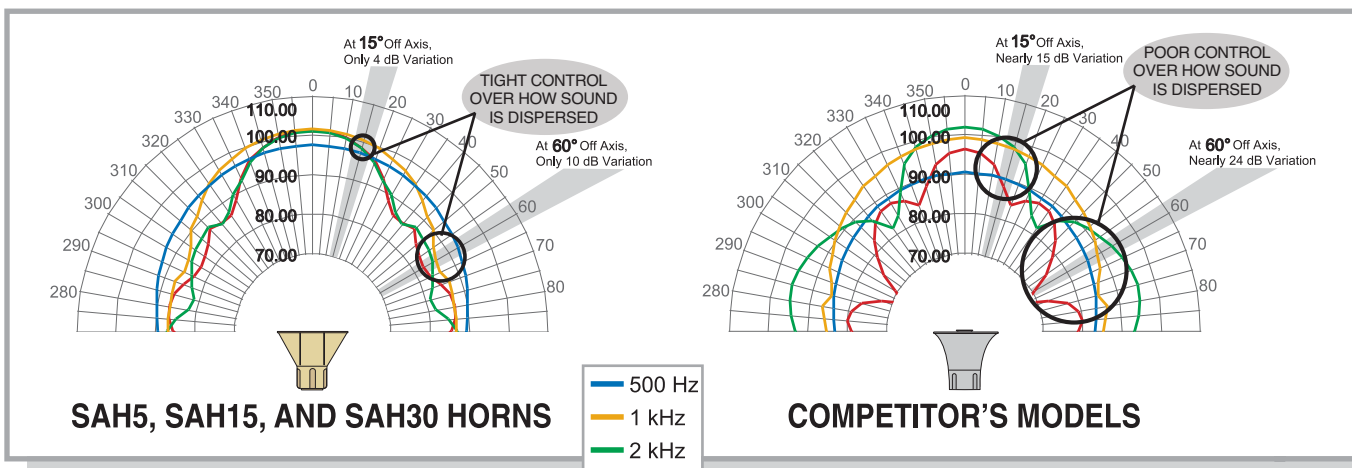 At 15° Off Axis,
Only 4 dB Variation
TIGHT CONTROL
OVER HOW SOUND
IS DISPERSED
At 60° Off Axis,
Only 10 dB Variation
280
290
300
310
320
330
340
350
0
10
20
30
40
50
60
70
80
110.00
100.00
90.00
80.00
70.00
SAH5, SAH15, AND SAH30 HORNS
At 15° Off Axis,
Nearly 15 dB Variation
POOR CONTROL
OVER HOW SOUND
IS DISPERSED
At 60° Off Axis,
Nearly 24 dB Variation
280
290
300
310
320
330
340
350
0
10
20
30
40
50
60
70
80
110.00
100.00
90.00
80.00
70.00
COMPETITOR’S MODELS
500 Hz
1 kHz
2 kHz